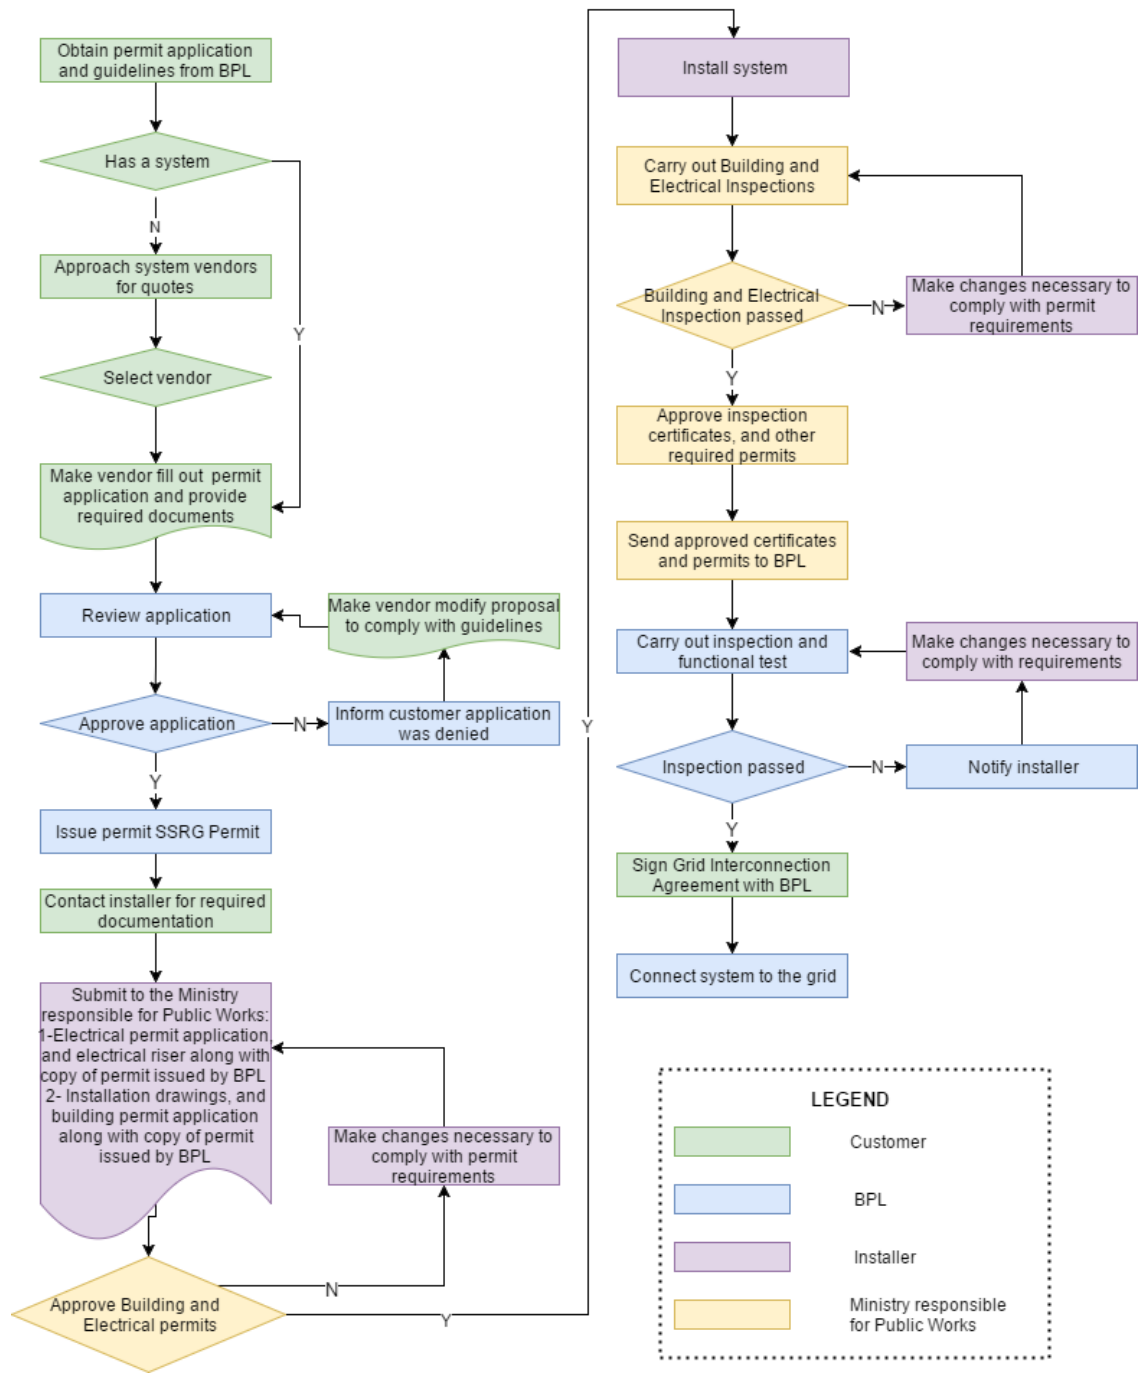 Obtain permit application
and guidelines from BPL
Has a system
N
Y
Approach system vendors
for quotes
Select vendor
Make vendor fill out permit
application and provide
required documents
Review application
Make vendor modify proposal
to comply with guidelines
Approve application
N
Inform customer application
was denied
Y
Issue permit SSRG Permit
Contact installer for required
documentation
Submit to the Ministry
responsible for Public Works:
1-Electrical permit application,
and electrical riser along with
copy of permit issued by BPL
2- Installation drawings, and
building permit application
along with copy of permit
issued by BPL
Make changes necessary to
comply with permit
requirements
N
Approve Building and
Electrical permits
Y
Y
Install system
Carry out Building and
Electrical Inspections
Building and Electrical
Inspection passed
N
Make changes necessary to
comply with permit
requirements
Y
Approve inspection
certificates, and other
required permits
Send approved certificates
and permits to BPL
Carry out inspection and
functional test
Make changes necessary to
comply with requirements
Inspection passed
N
Notify installer
Y
Sign Grid Interconnection
Agreement with BPL
Connect system to the grid
LEGEND
Customer
BPL
Installer
Ministry responsible
for Public Works